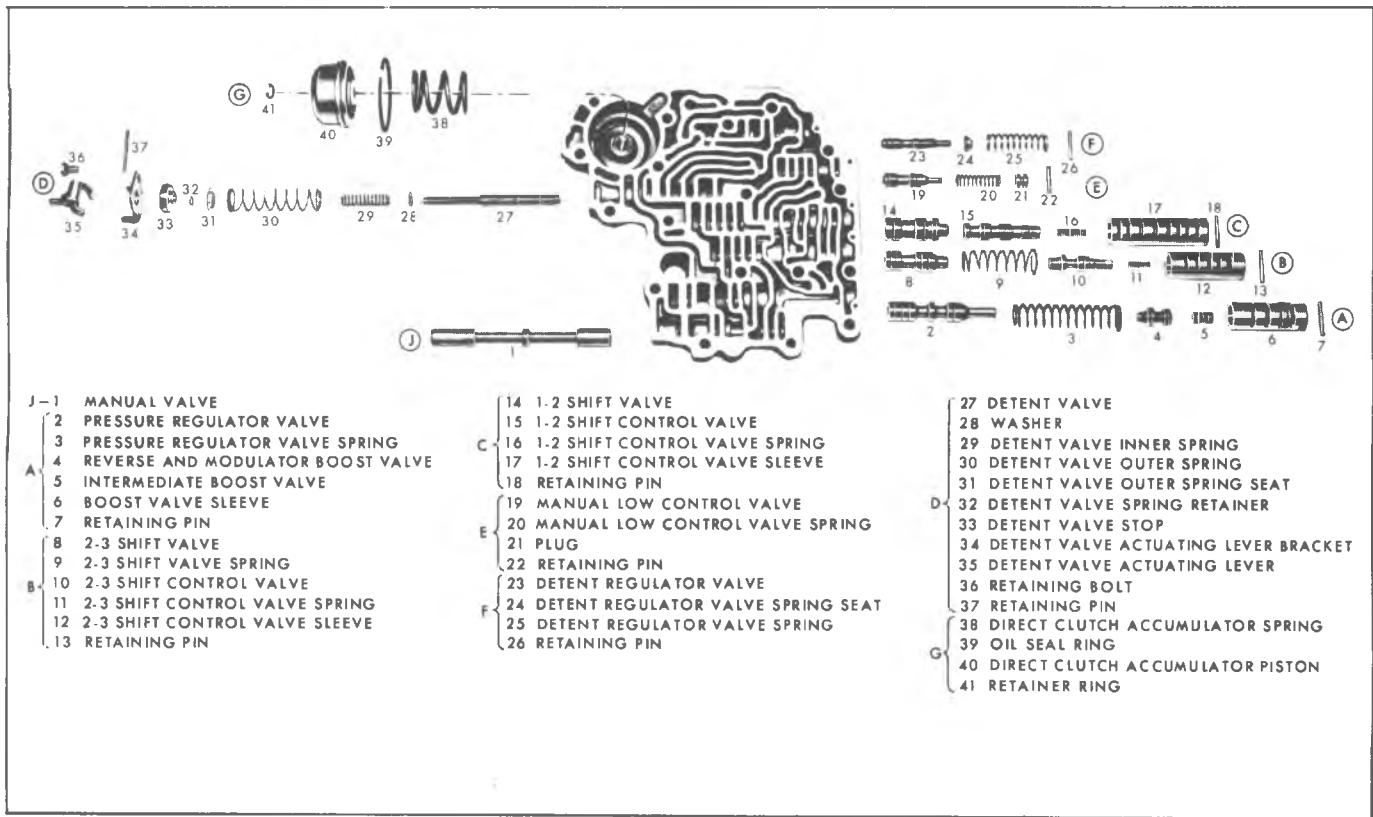 G
41
40
39
38
36
37
D
35
34
33
32
31
30
29
28
27
23
24
25
26
F
19
20
21
22
E
14
15
16
17
18
C
8
9
10
11
12
13
B
2
3
4
5
6
7
A
J
1
J-1 MANUAL VALVE
A
2 PRESSURE REGULATOR VALVE
3 PRESSURE REGULATOR VALVE SPRING
4 REVERSE AND MODULATOR BOOST VALVE
5 INTERMEDIATE BOOST VALVE
6 BOOST VALVE SLEEVE
7 RETAINING PIN
B
8 2-3 SHIFT VALVE
9 2-3 SHIFT VALVE SPRING
10 2-3 SHIFT CONTROL VALVE
11 2-3 SHIFT CONTROL VALVE SPRING
12 2-3 SHIFT CONTROL VALVE SLEEVE
13 RETAINING PIN
C
14 1-2 SHIFT VALVE
15 1-2 SHIFT CONTROL VALVE
16 1-2 SHIFT CONTROL VALVE SPRING
17 1-2 SHIFT CONTROL VALVE SLEEVE
18 RETAINING PIN
E
19 MANUAL LOW CONTROL VALVE
20 MANUAL LOW CONTROL VALVE SPRING
21 PLUG
22 RETAINING PIN
F
23 DETENT REGULATOR VALVE
24 DETENT REGULATOR VALVE SPRING SEAT
25 DETENT REGULATOR VALVE SPRING
26 RETAINING PIN
D
27 DETENT VALVE
28 WASHER
29 DETENT VALVE INNER SPRING
30 DETENT VALVE OUTER SPRING
31 DETENT VALVE OUTER SPRING SEAT
32 DETENT VALVE SPRING RETAINER
33 DETENT VALVE STOP
34 DETENT VALVE ACTUATING LEVER BRACKET
35 DETENT VALVE ACTUATING LEVER
36 RETAINING BOLT
37 RETAINING PIN
G
38 DIRECT CLUTCH ACCUMULATOR SPRING
39 OIL SEAL RING
40 DIRECT CLUTCH ACCUMULATOR PISTON
41 RETAINER RING